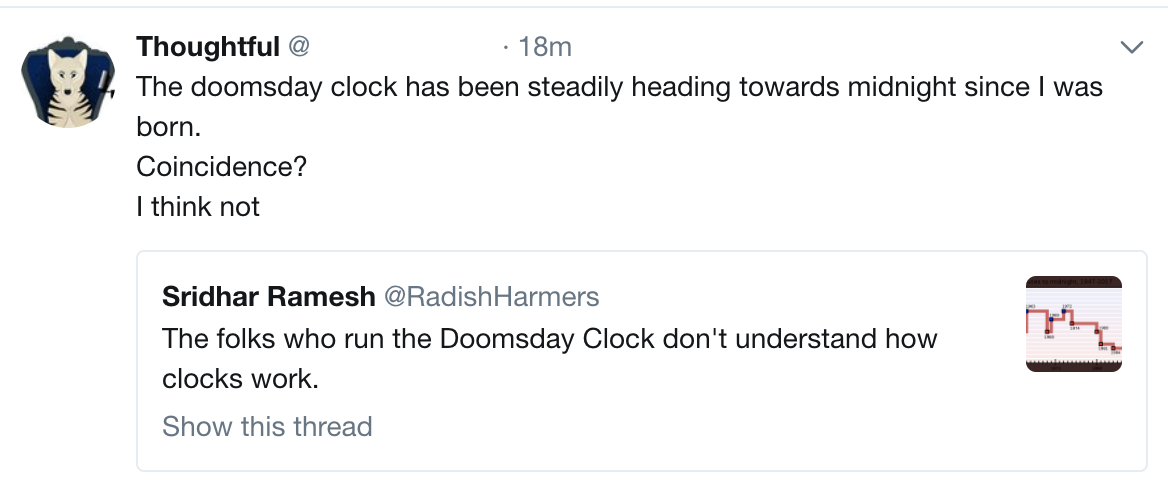 Thoughtful @ · 18m
The doomsday clock has been steadily heading towards midnight since I was
born.
Coincidence?
I think not
Sridhar Ramesh @RadishHarmers
The folks who run the Doomsday Clock don't understand how
clocks work.
Show this thread